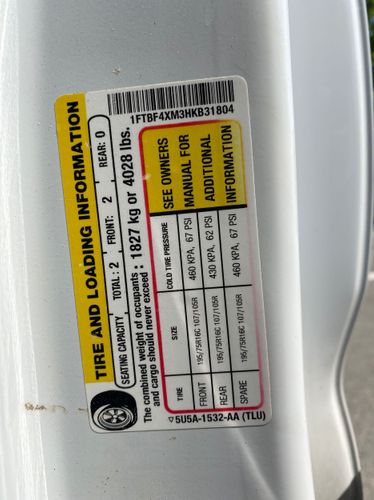 1FTBF4XM3HKB31804
TIRE AND LOADING INFORMATION
SEATING CAPACITY TOTAL : 2 FRONT: 2 REAR: 0
The combined weight of occupants : 1827 kg or 4028 lbs.
and cargo should never exceed :
TIRE SIZE COLD TIRE PRESSURE SEE OWNERS
FRONT 195/75R16C 107/105R 460 KPA, 67 PSI MANUAL FOR
REAR 195/75R16C 107/105R 430 KPA, 62 PSI ADDITIONAL
SPARE 195/75R16C 107/105R 460 KPA, 67 PSI INFORMATION
5U5A-1532-AA (TLU)